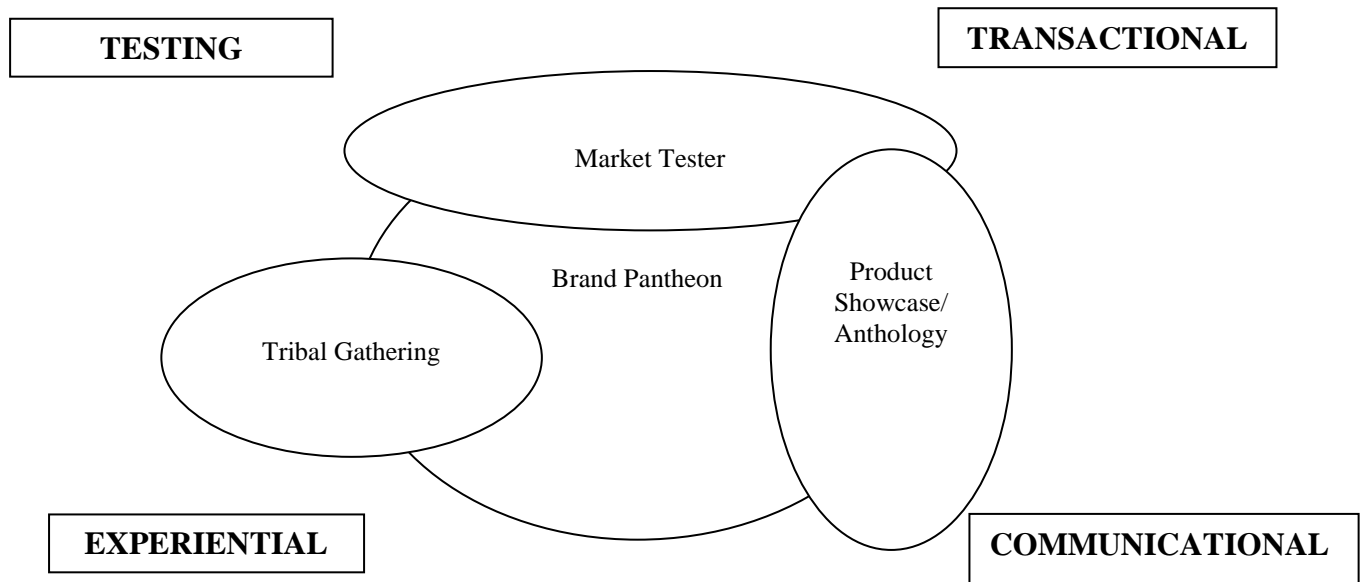 TESTING
TRANSACTIONAL
Market Tester
Brand Pantheon
Product
Showcase/
Anthology
Tribal Gathering
EXPERIENTIAL
COMMUNICATIONAL